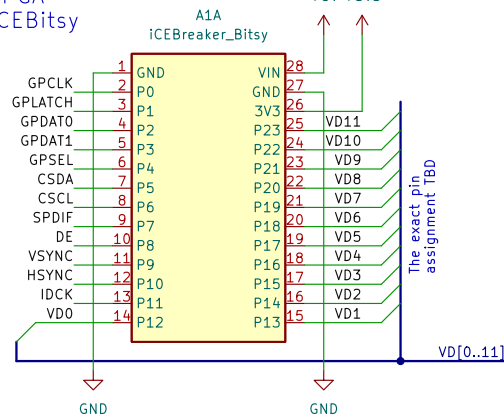 CEBitsy
A1A
iCEBreaker_Bitsy
1 GND VIN 28
GPCLK 2 P0 GND 27
GPLATCH 3 P1 3V3 26
GPDAT0 4 P2 P23 25 VD11
GPDAT1 5 P3 P22 24 VD10
GPSEL 6 P4 P21 23 VD9
CSDA 7 P5 P20 22 VD8
CSCL 8 P6 P19 21 VD7
SPDIF 9 P7 P18 20 VD6
DE 10 P8 P17 19 VD5
VSYNC 11 P9 P16 18 VD4
HSYNC 12 P10 P15 17 VD3
IDCK 13 P11 P14 16 VD2
VD0 14 P12 P13 15 VD1
The exact pin
assignment TBD
VD[0..11]
GND GND